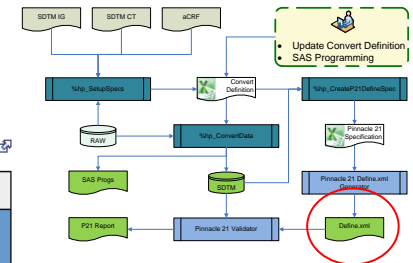 SDTM IG
SDTM CT
aCRF
• Update Convert Definition
• SAS Programming
%hp_SetupSpecs
Convert
Definition
%hp_CreateP21DefineSpec
RAW
%hp_ConvertData
Pinnacle 21
Specification
SAS Progs
SDTM
Pinnacle 21 Define.xml
Generator
P21 Report
Pinnacle 21 Validator
Define.xml